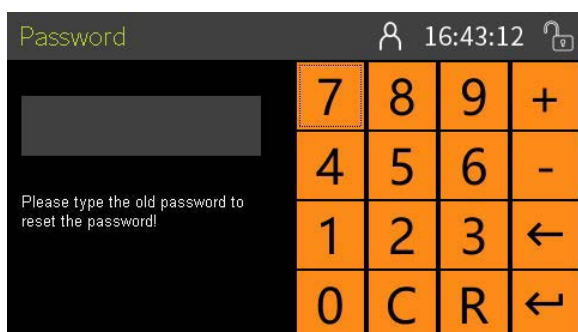 Password
16:43:12
Please type the old password to
reset the password!
7 8 9 +
4 5 6 -
1 2 3 ←
0 C R ↵